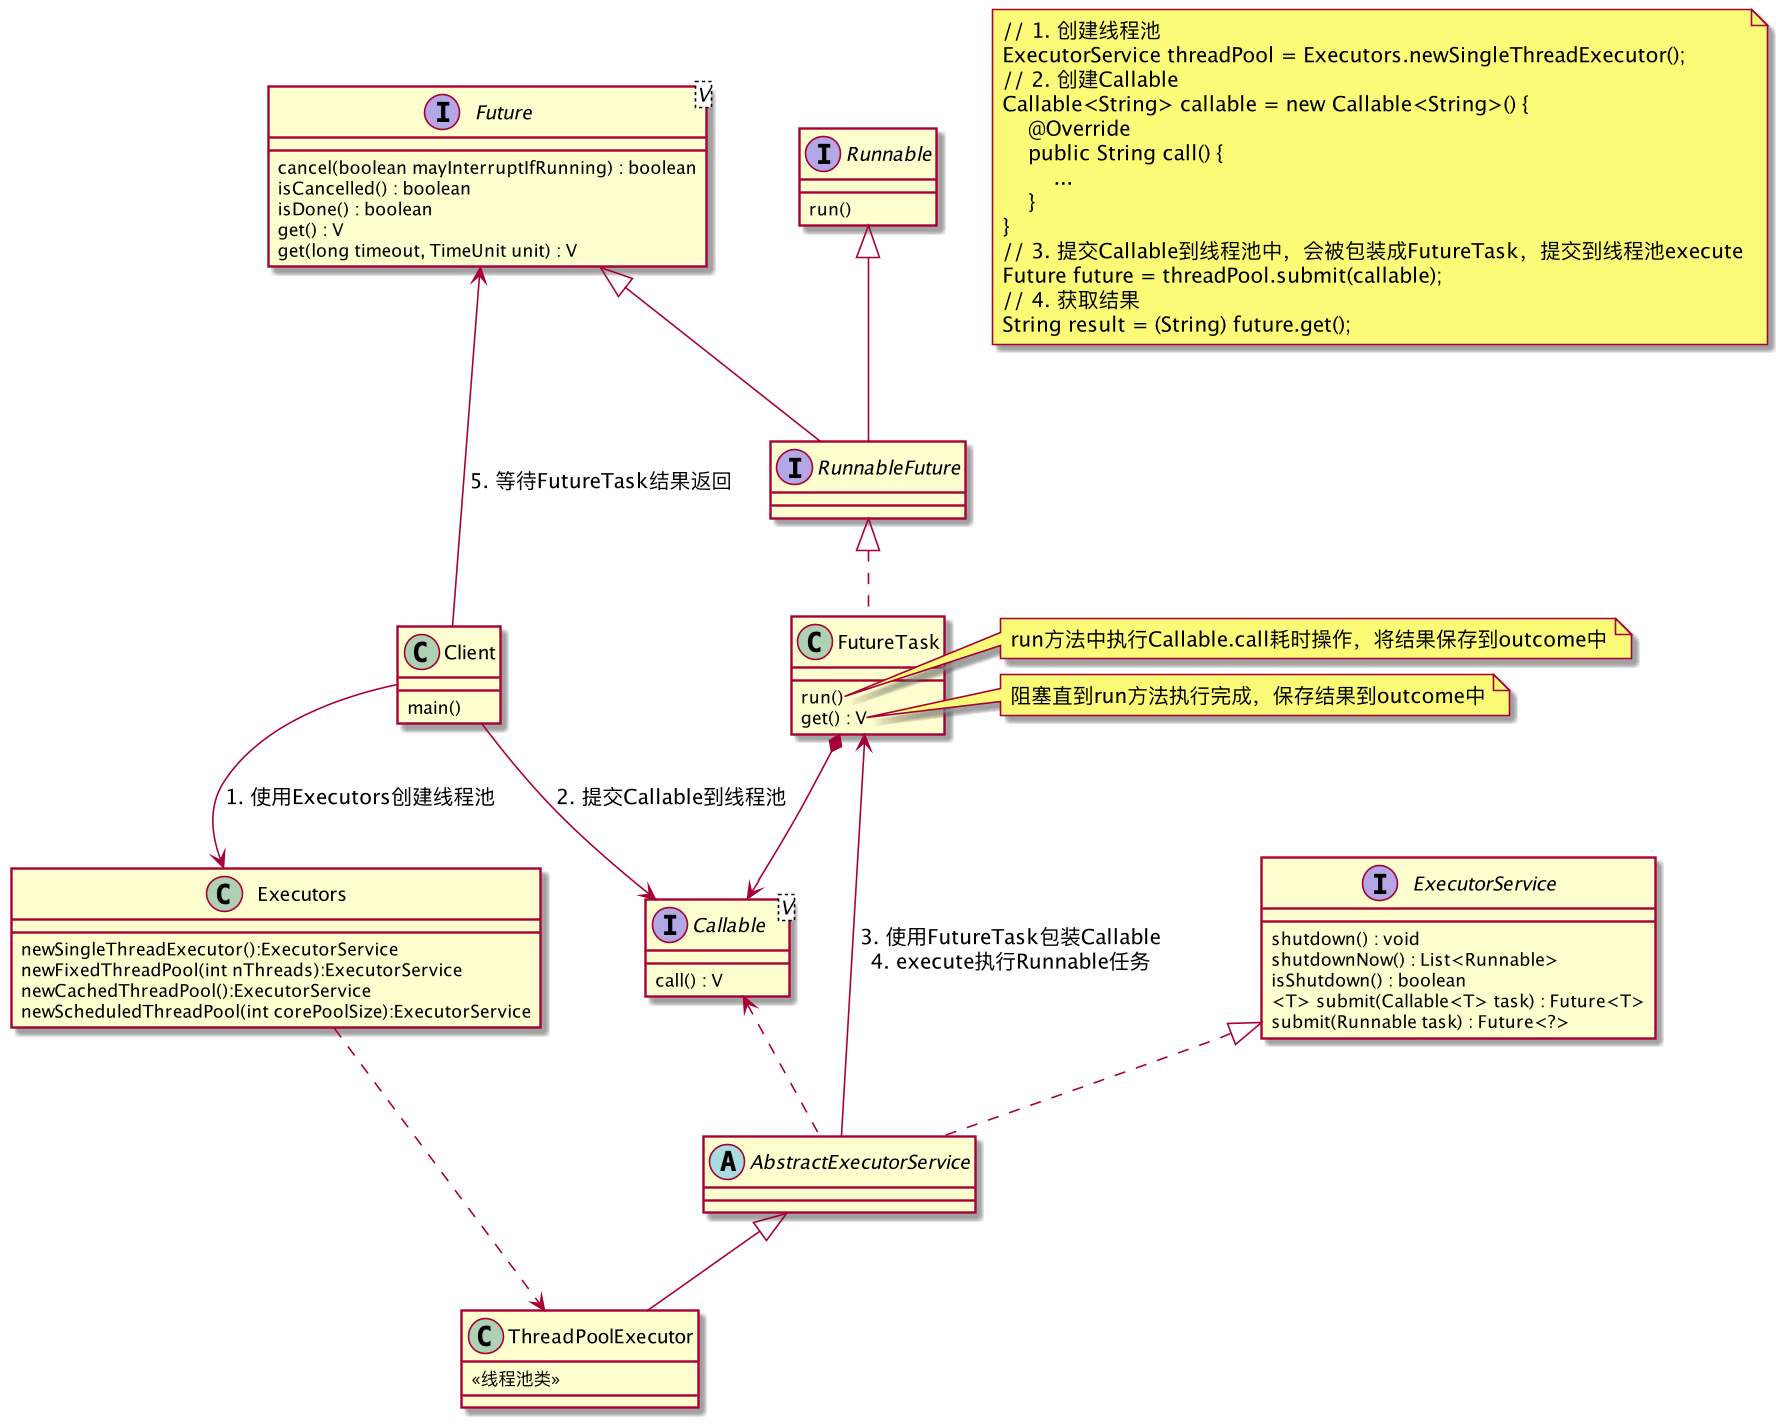 // 1. 创建线程池
ExecutorService threadPool = Executors.newSingleThreadExecutor();
// 2. 创建Callable
Callable<String> callable = new Callable<String>() {
    @Override
    public String call() {
        ...
    }
}
// 3. 提交Callable到线程池中，会被包装成FutureTask，提交到线程池execute
Future future = threadPool.submit(callable);
// 4. 获取结果
String result = (String) future.get();
I Future
V
cancel(boolean mayInterruptIfRunning) : boolean
isCancelled() : boolean
isDone() : boolean
get() : V
get(long timeout, TimeUnit unit) : V
I Runnable
run()
I RunnableFuture
5. 等待FutureTask结果返回
C Client
main()
C FutureTask
run()
get() : V
run方法中执行Callable.call耗时操作，将结果保存到outcome中
阻塞直到run方法执行完成，保存结果到outcome中
1. 使用Executors创建线程池
2. 提交Callable到线程池
C Executors
newSingleThreadExecutor():ExecutorService
newFixedThreadPool(int nThreads):ExecutorService
newCachedThreadPool():ExecutorService
newScheduledThreadPool(int corePoolSize):ExecutorService
I Callable
V
call() : V
3. 使用FutureTask包装Callable
4. execute执行Runnable任务
I ExecutorService
shutdown() : void
shutdownNow() : List<Runnable>
isShutdown() : boolean
<T> submit(Callable<T> task) : Future<T>
submit(Runnable task) : Future<?>
A AbstractExecutorService
C ThreadPoolExecutor
«线程池类»